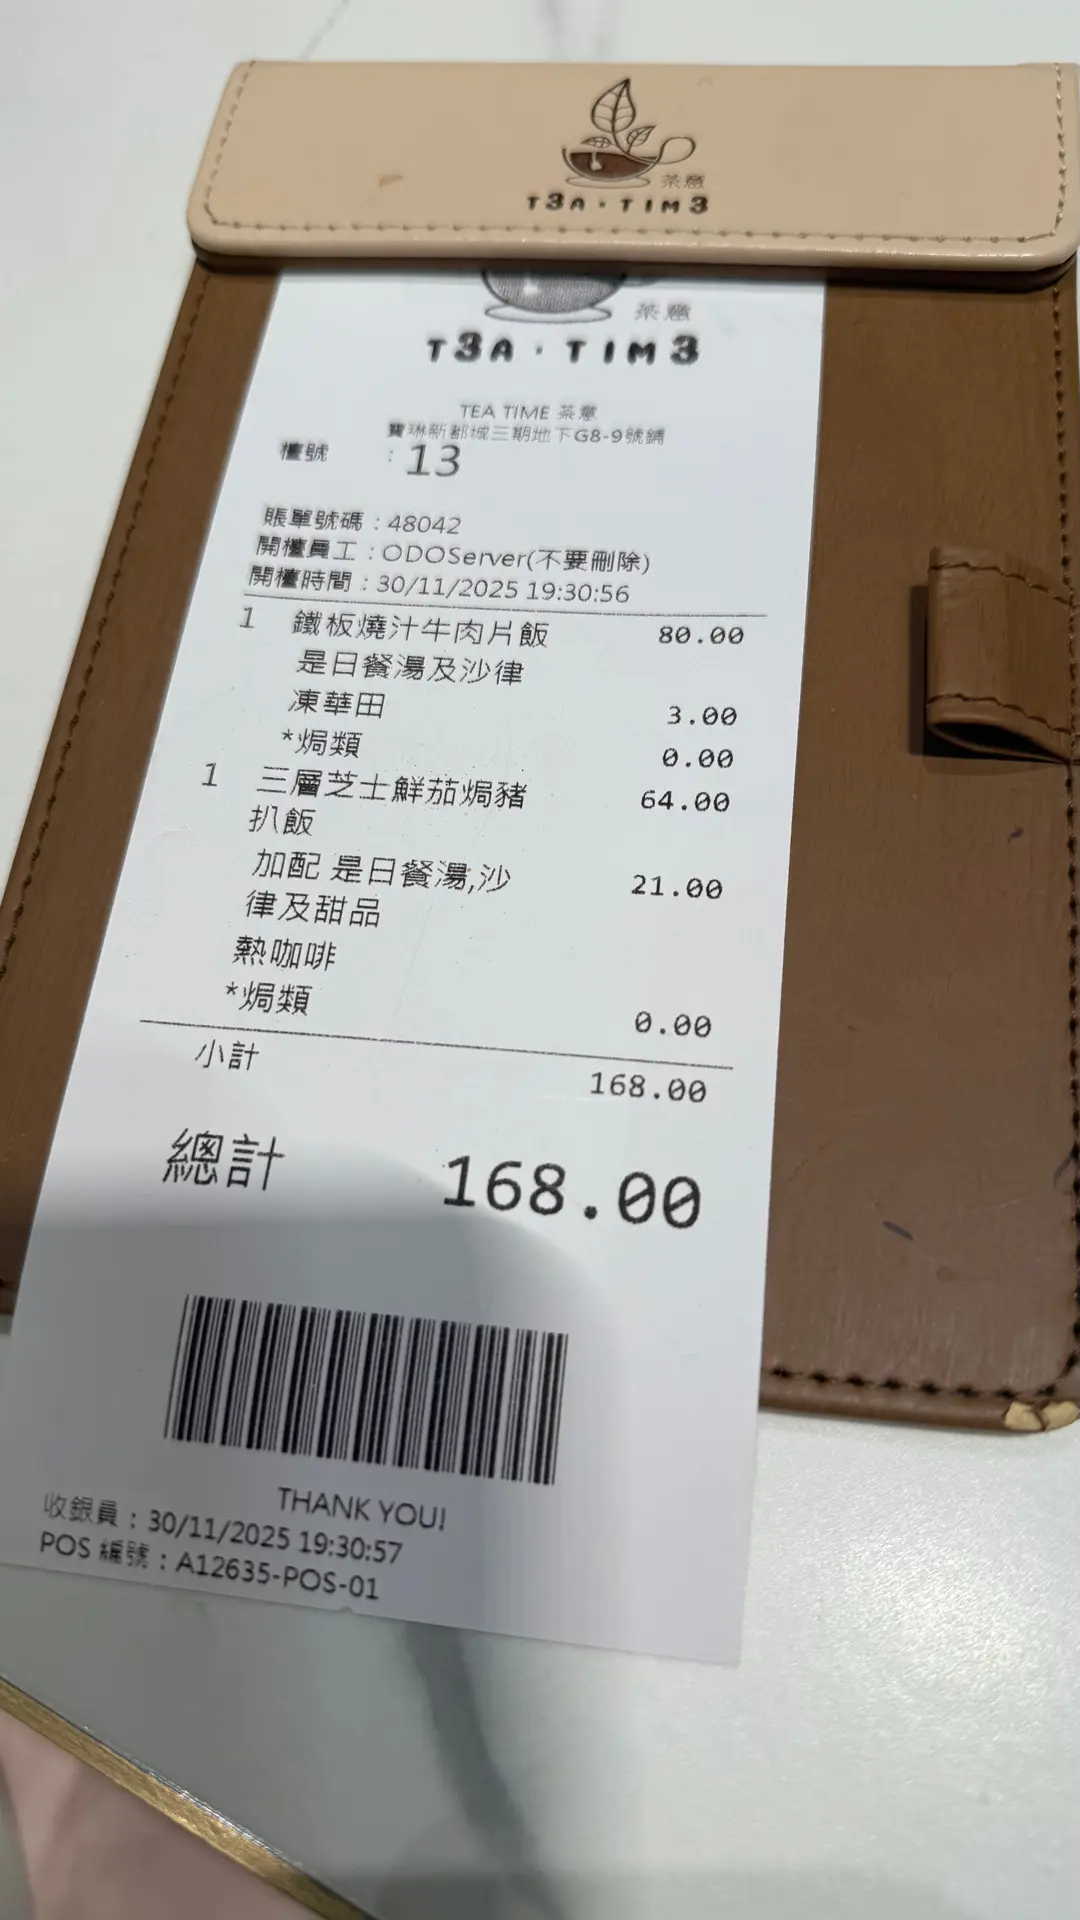 茶意
T3A·TIM3
茶意
T3A·TIM3
TEA TIME 茶意
寶琳新都城三期地下G8-9號鋪
檯號 : 13
賬單號碼 : 48042
開檯員工 : ODOServer(不要刪除)
開檯時間 : 30/11/2025 19:30:56
1 鐵板燒汁牛肉片飯 80.00
是日餐湯及沙律
凍華田 3.00
*焗類 0.00
1 三層芝士鮮茄焗豬 64.00
扒飯
加配 是日餐湯,沙 21.00
律及甜品
熱咖啡
*焗類 0.00
小計 168.00
總計 168.00
THANK YOU!
收銀員 : 30/11/2025 19:30:57
POS 編號 : A12635-POS-01